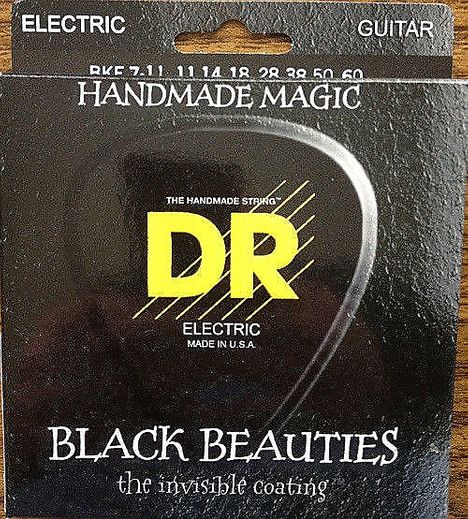 ELECTRIC GUITAR
BKE 7-11 11 14 18 28 38 50 60
HANDMADE MAGIC
THE HANDMADE STRING™
DR
ELECTRIC
MADE IN U.S.A.
BLACK BEAUTIES
the invisible coating